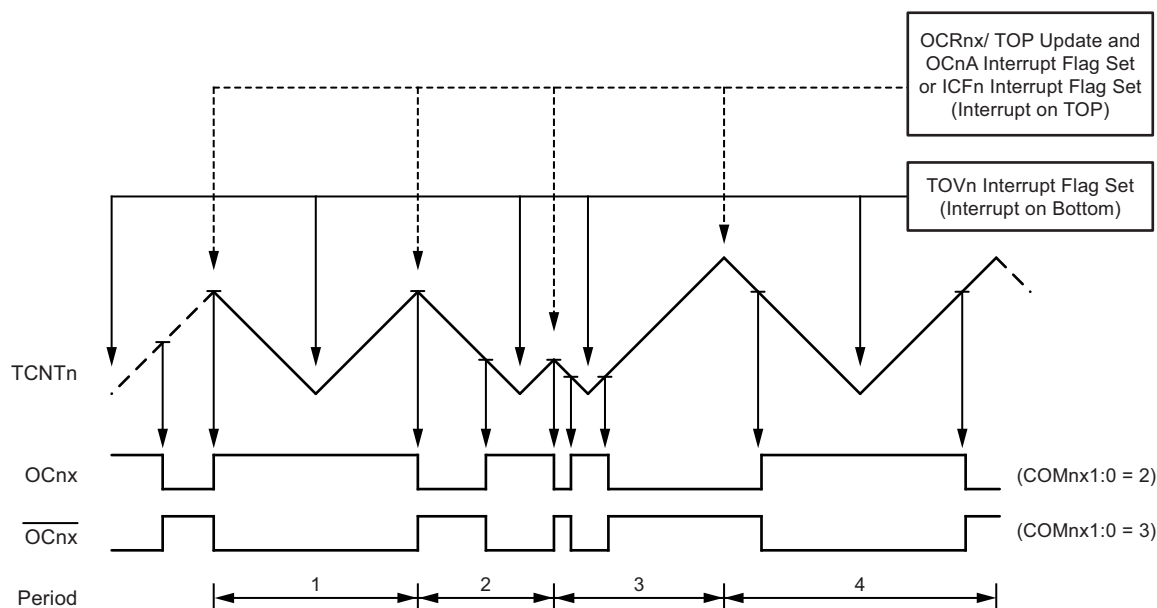 OCRnx/ TOP Update and
OCnA Interrupt Flag Set
or ICFn Interrupt Flag Set
(Interrupt on TOP)
TOVn Interrupt Flag Set
(Interrupt on Bottom)
TCNTn
OCnx
(COMnx1:0 = 2)
OCnx
(COMnx1:0 = 3)
Period
1
2
3
4